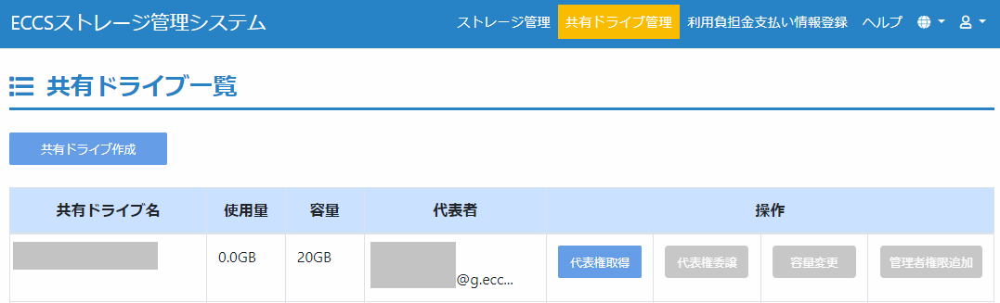 ECCSストレージ管理システム
ストレージ管理 共有ドライブ管理 利用負担金支払い情報登録 ヘルプ
共有ドライブ一覧
共有ドライブ作成
共有ドライブ名 使用量 容量 代表者 操作
0.0GB 20GB @g.ecc... 代表権取得 代表権委譲 容量変更 管理者権限追加